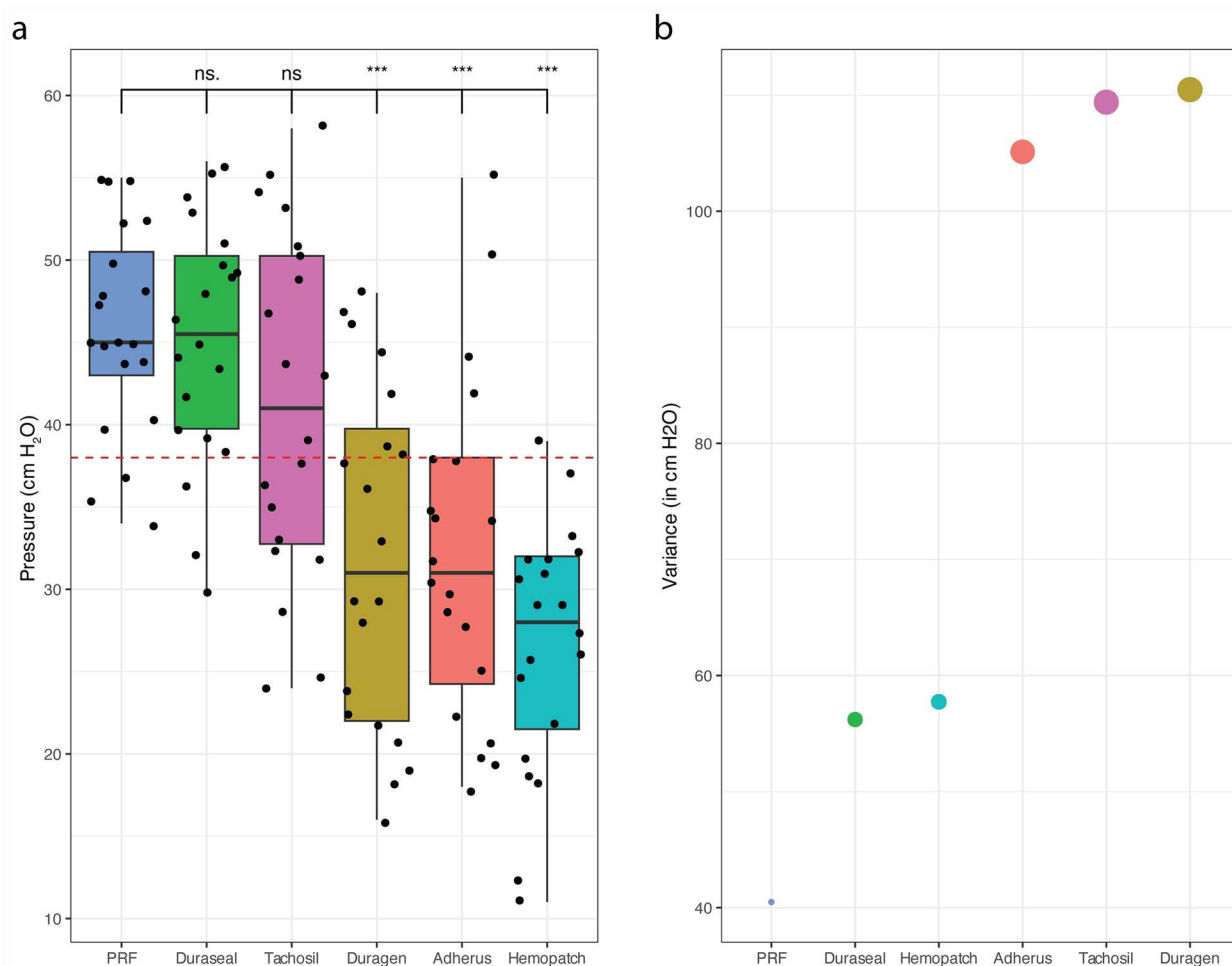 a
ns.
ns
***
***
***
60
50
40
30
20
10
Pressure (cm H₂O)
PRF
Duraseal
Tachosil
Duragen
Adherus
Hemopatch
b
100
80
60
40
Variance (in cm H2O)
PRF
Duraseal
Hemopatch
Adherus
Tachosil
Duragen